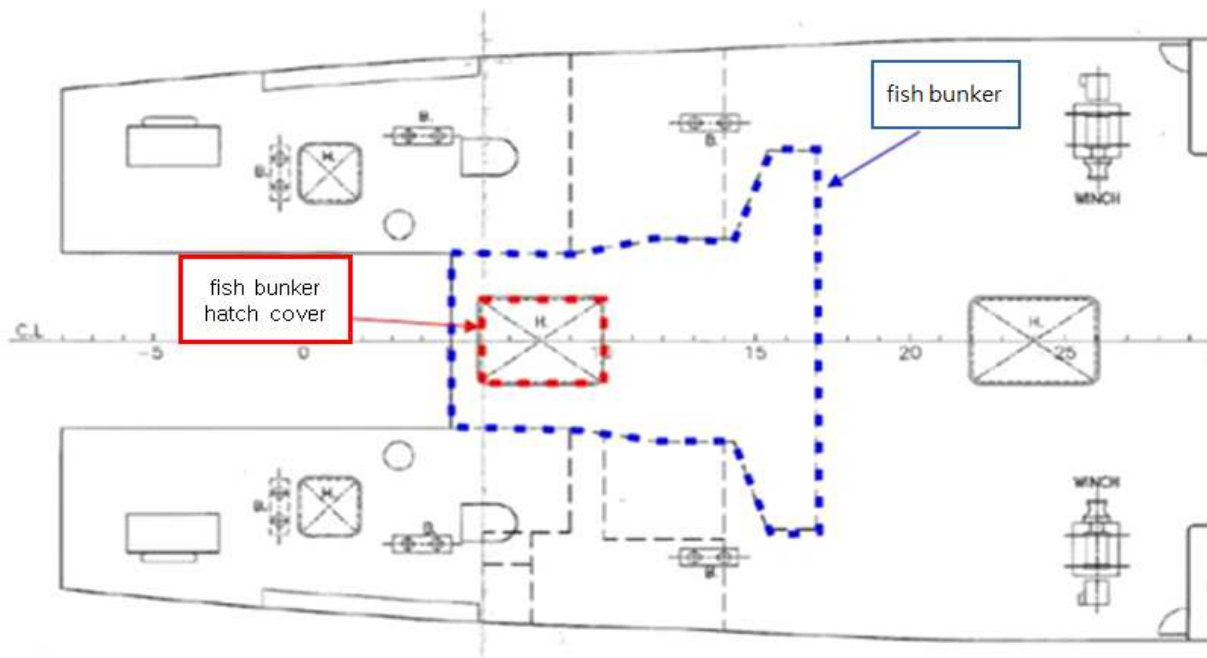 fish bunker
B.
B.
H.
B.
WINCH
fish bunker
hatch cover
H.
H.
C.L
-5
0
15
20
25
WINCH
H.
B.
B.
B.